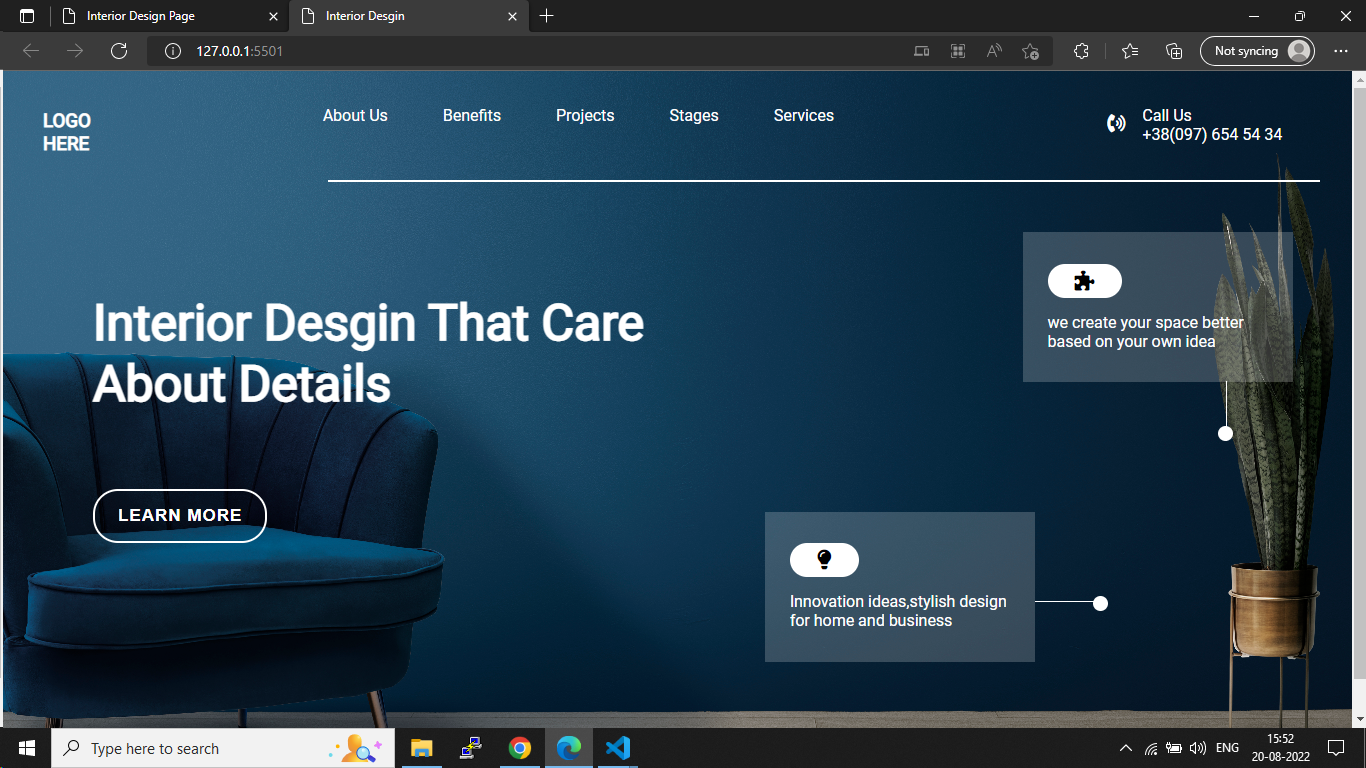 Interior Design Page
Interior Desgin
127.0.0.1:5501
Not syncing
LOGO
HERE
About Us
Benefits
Projects
Stages
Services
Call Us
+38(097) 654 54 34
we create your space better
based on your own idea
Interior Desgin That Care
About Details
LEARN MORE
Innovation ideas,stylish design
for home and business
Type here to search
ENG
15:52
20-08-2022